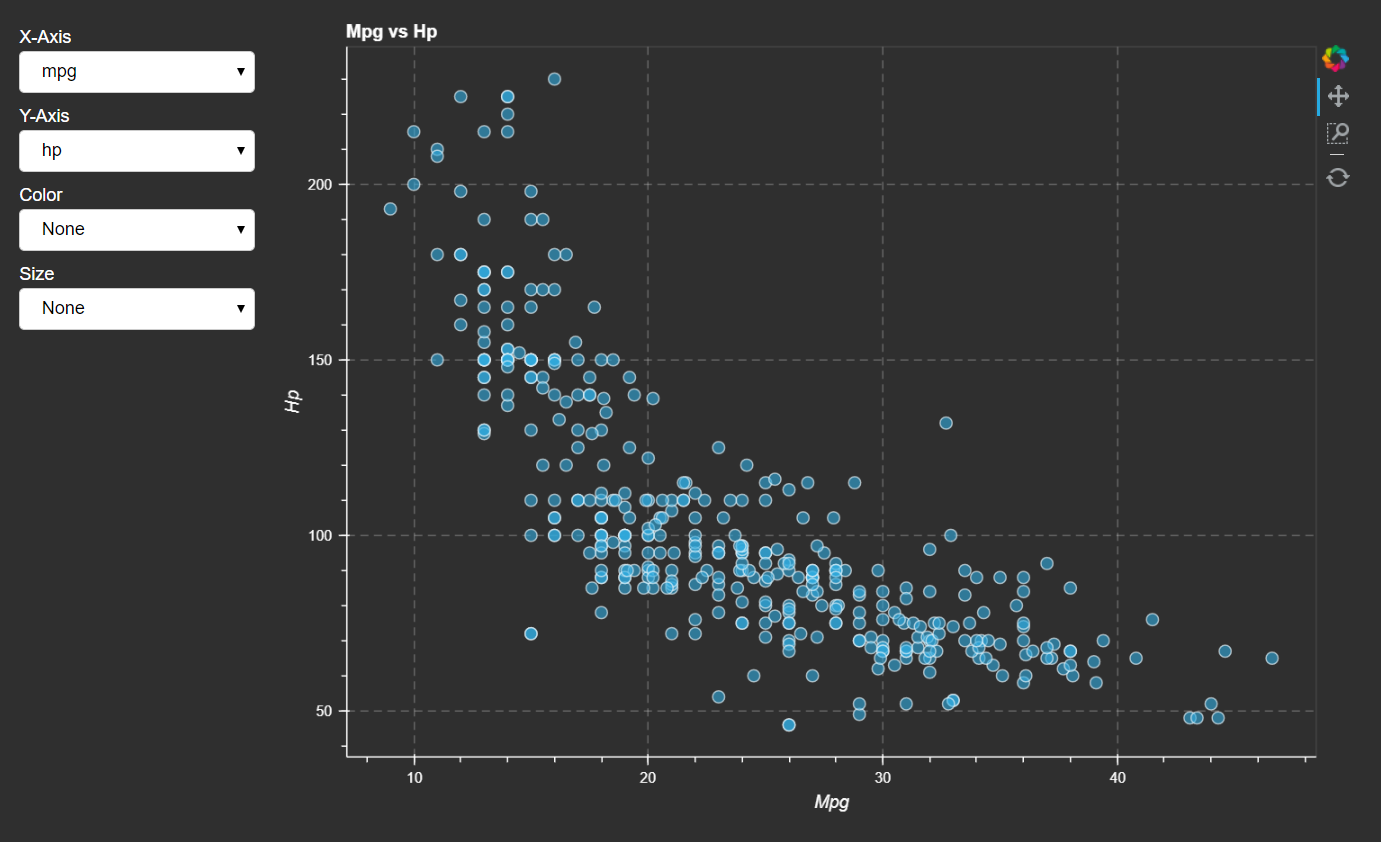 X-Axis
mpg
Y-Axis
hp
Color
None
Size
None
Mpg vs Hp
Hp
200
150
100
50
10
20
30
40
Mpg